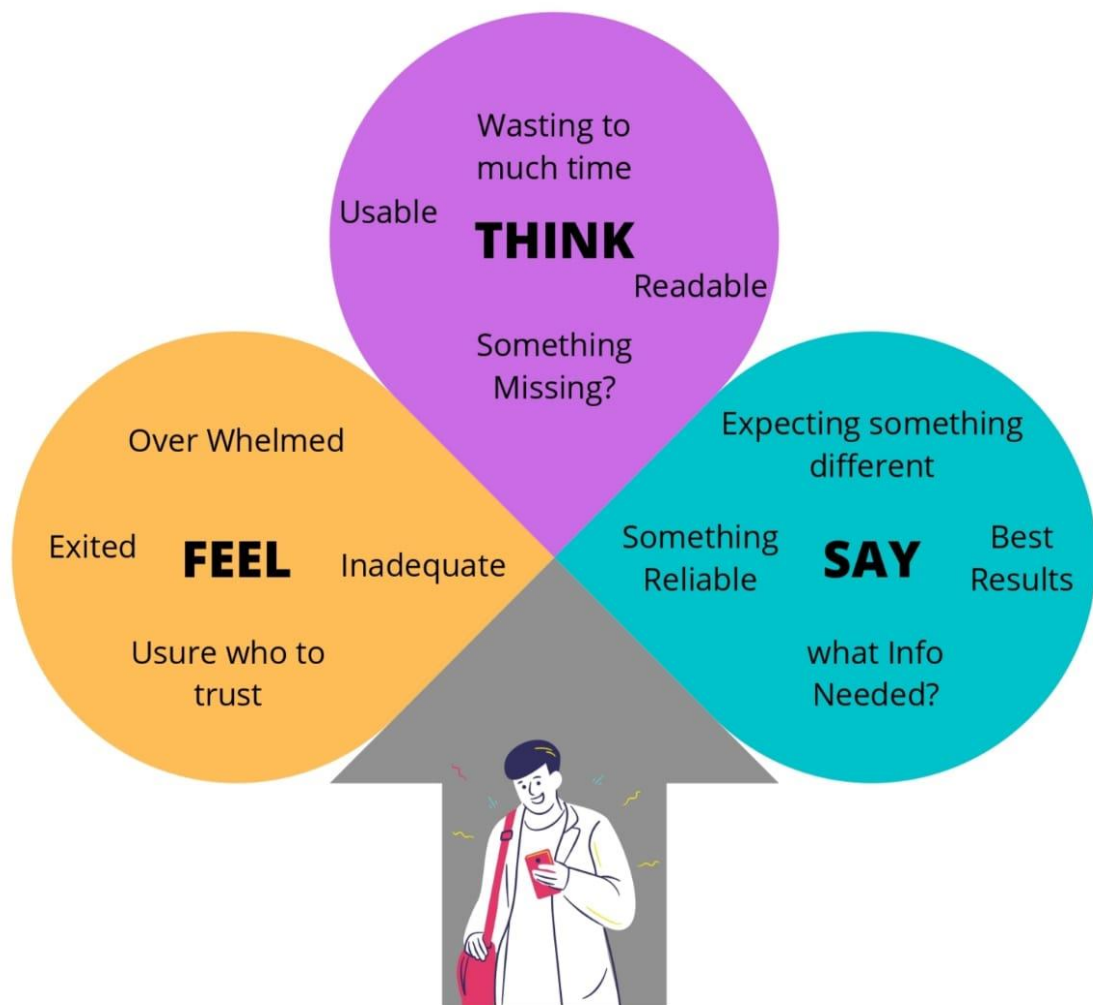 Wasting to
much time
Usable
THINK
Readable
Something
Missing?
Over Whelmed
Exited
FEEL
Inadequate
Usure who to
trust
Expecting something
different
Something
Reliable
SAY
Best
Results
what Info
Needed?